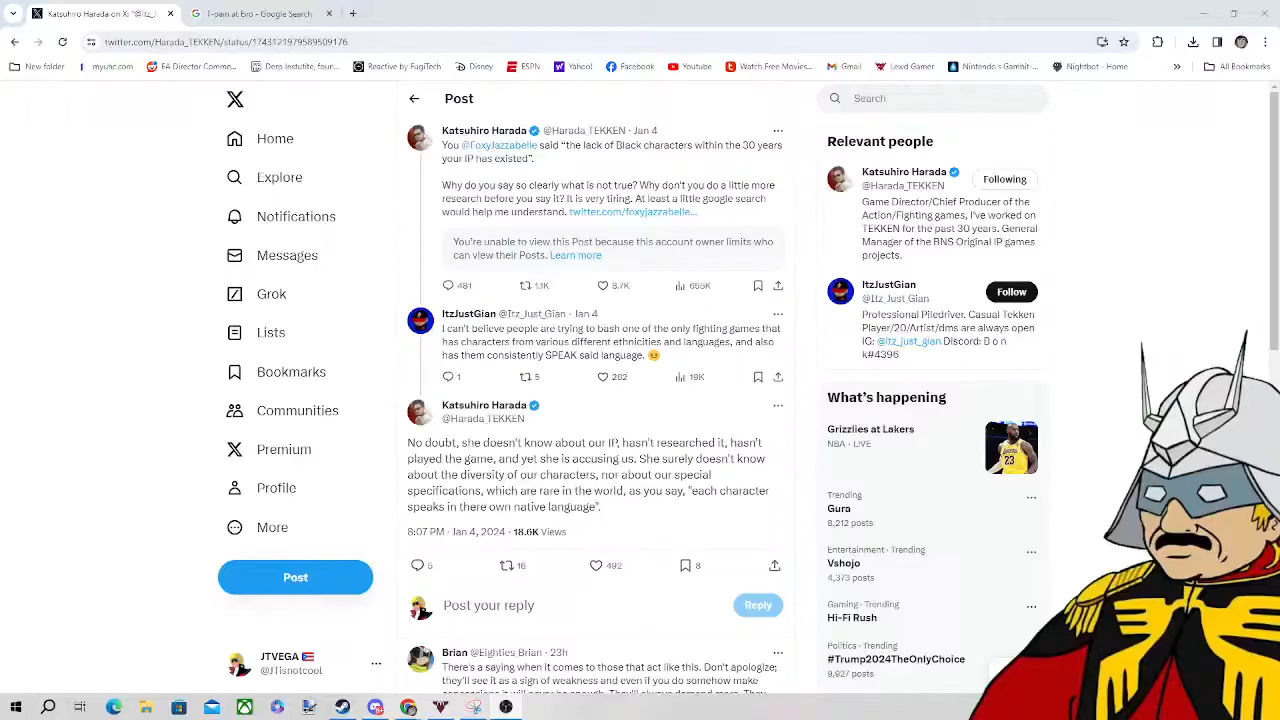 Katsuhiro Harada on X: "@Itz_J
T-pain at Evo - Google Search
twitter.com/Harada_TEKKEN/status/1743121979589509176
New folder
myunc.com
EA Director Comme...
Deep Institute, foun...
Reactive by FugiTech
Disney
ESPN
Yahoo!
Facebook
Youtube
Watch Free Movies...
Gmail
Lewd Gamer
Nintendo's Gambit-...
Nightbot - Home
All Bookmarks
Home
Explore
Notifications
Messages
Grok
Lists
Bookmarks
Communities
Premium
Profile
More
Post
JTVEGA 🇵🇷
@JTisnotcool
Post
Katsuhiro Harada @Harada_TEKKEN · Jan 4
You @FoxyJazzabelle said “the lack of Black characters within the 30 years
your IP has existed”.
Why do you say so clearly what is not true? Why don't you do a little more
research before you say it? It is very tiring. At least a little google search
would help me understand. twitter.com/foxyjazzabelle...
You're unable to view this Post because this account owner limits who
can view their Posts. Learn more
481 1.1K 8.7K 655K
ItzJustGian @Itz_Just_Gian · Jan 4
I can't believe people are trying to bash one of the only fighting games that
has characters from various different ethnicities and languages, and also
has them consistently SPEAK said language. 😐
1 5 282 19K
Katsuhiro Harada
@Harada_TEKKEN
No doubt, she doesn't know about our IP, hasn't researched it, hasn't
played the game, and yet she is accusing us. She surely doesn't know
about the diversity of our characters, nor about our special
specifications, which are rare in the world, as you say, "each character
speaks in there own native language".
8:07 PM · Jan 4, 2024 · 18.6K Views
5 16 492 8
Post your reply
Reply
Brian @Eighties_Brian · 23h
There's a saying when it comes to those that act like this. Don't apologize;
they'll see it as a sign of weakness and even if you do somehow make
Search
Relevant people
Katsuhiro Harada
@Harada_TEKKEN
Following
Game Director/Chief Producer of the
Action/Fighting games, I've worked on
TEKKEN for the past 30 years. General
Manager of the BNS Original IP games
projects.
ItzJustGian
@Itz_Just_Gian
Follow
Professional Piledriver. Casual Tekken
Player/20/Artist/dms are always open
IG: @itz_just_gian Discord: B o n
k#4396
What's happening
Grizzlies at Lakers
NBA · LIVE
Trending
Gura
8,212 posts
Entertainment · Trending
Vshojo
4,373 posts
Gaming · Trending
Hi-Fi Rush
Politics · Trending
#Trump2024TheOnlyChoice
9,927 posts